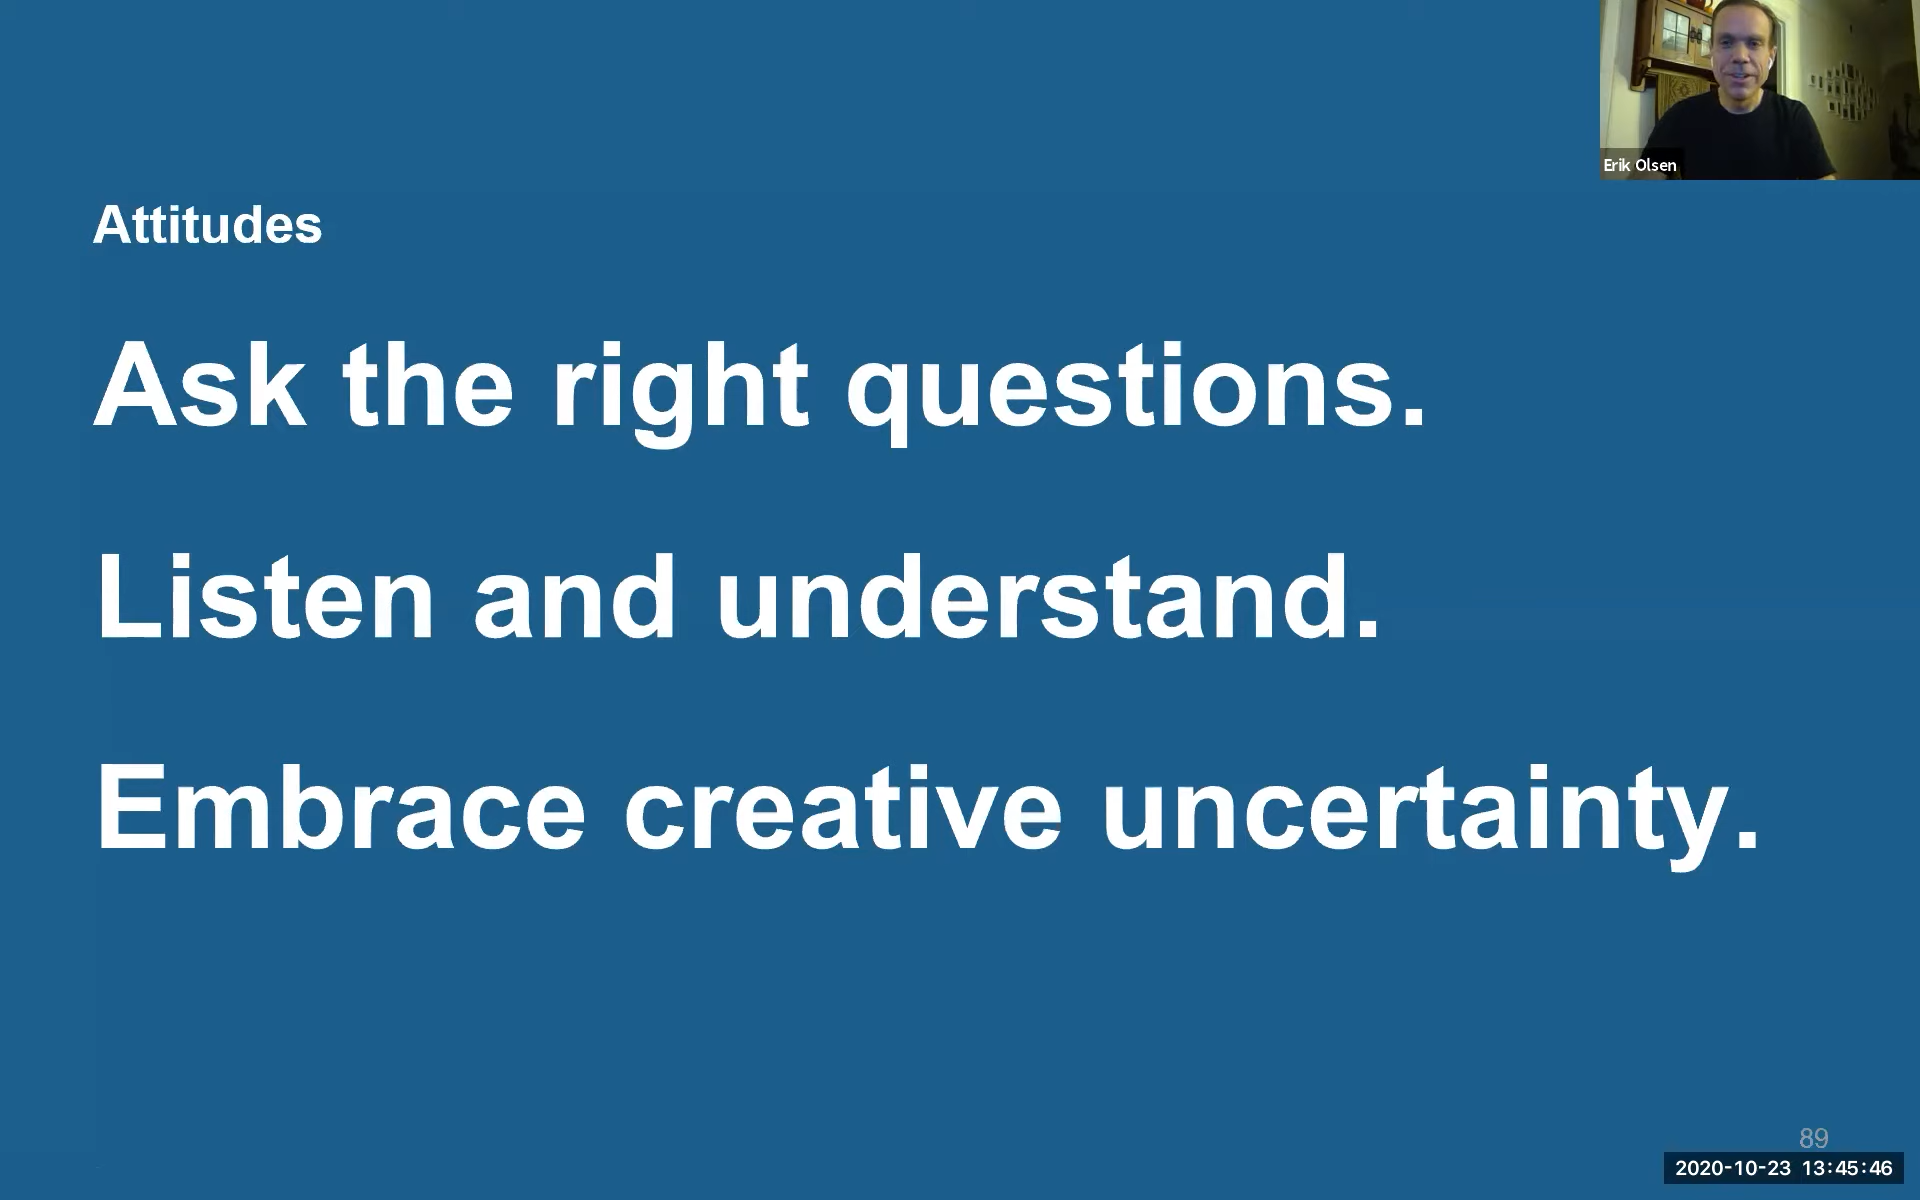 Erik Olsen
Attitudes
Ask the right questions.
Listen and understand.
Embrace creative uncertainty.
89
2020-10-23 13:45:46